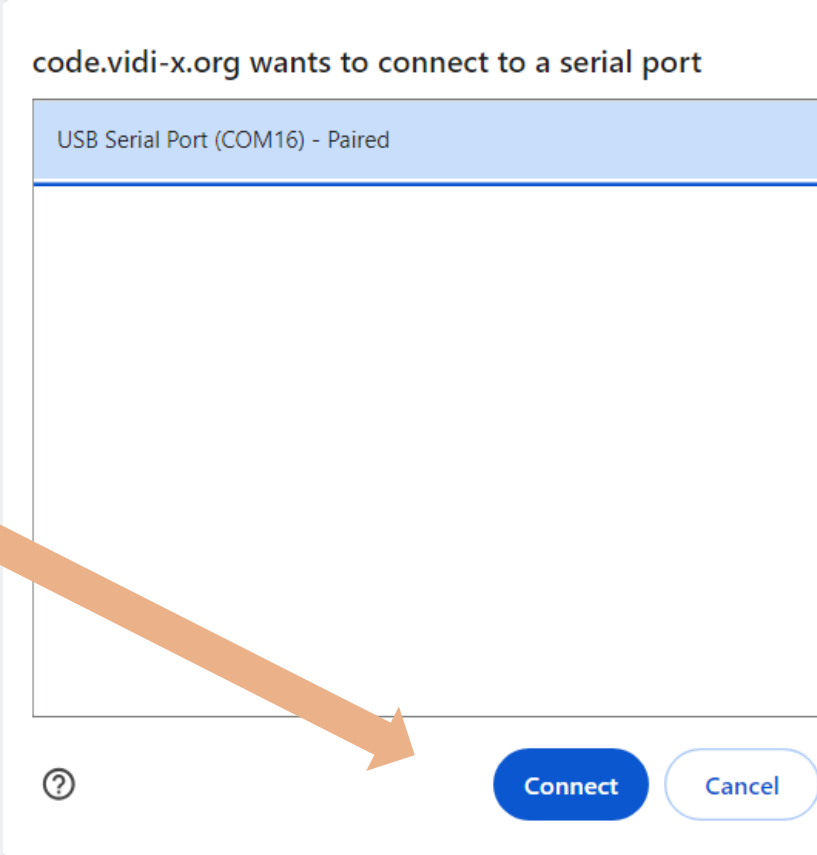 code.vidi-x.org wants to connect to a serial port
USB Serial Port (COM16) - Paired
Connect Cancel